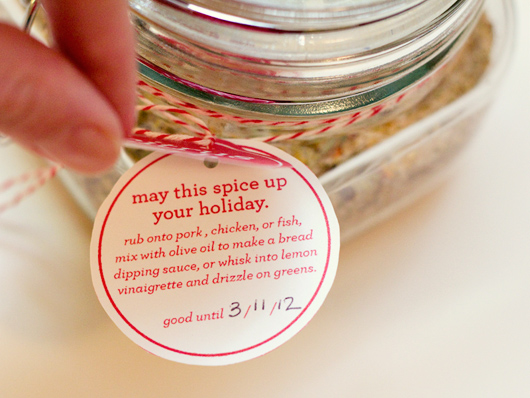 may this spice up
your holiday.
rub onto pork, chicken, or fish,
mix with olive oil to make a bread
dipping sauce, or whisk into lemon
vinaigrette and drizzle on greens.
good until 3/11/12